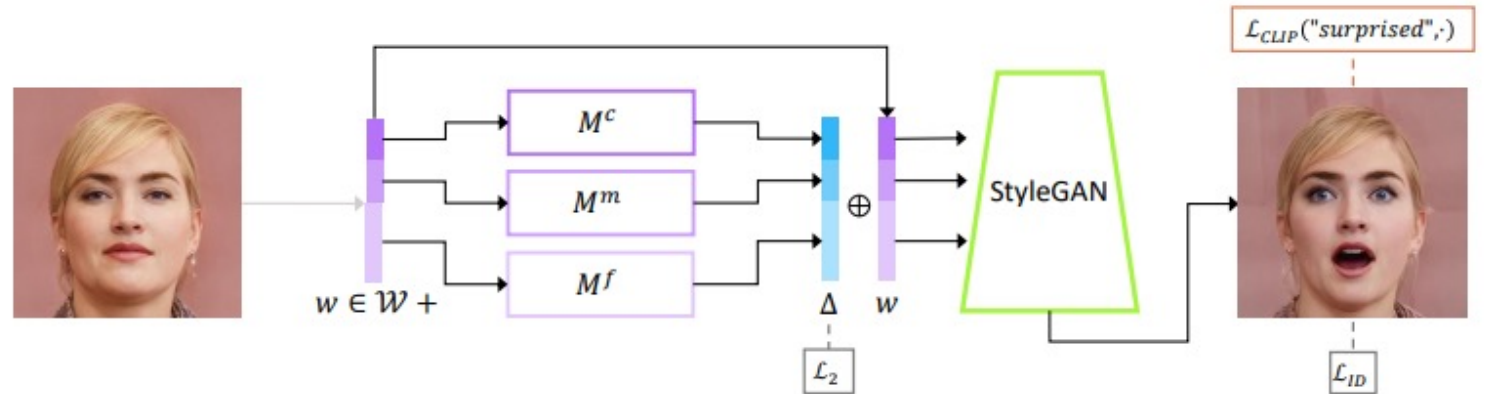 ℒ_CLIP("surprised",·)
M^c
M^m
M^f
StyleGAN
w ∈ 𝒲 +
Δ
⊕
w
ℒ_2
ℒ_ID